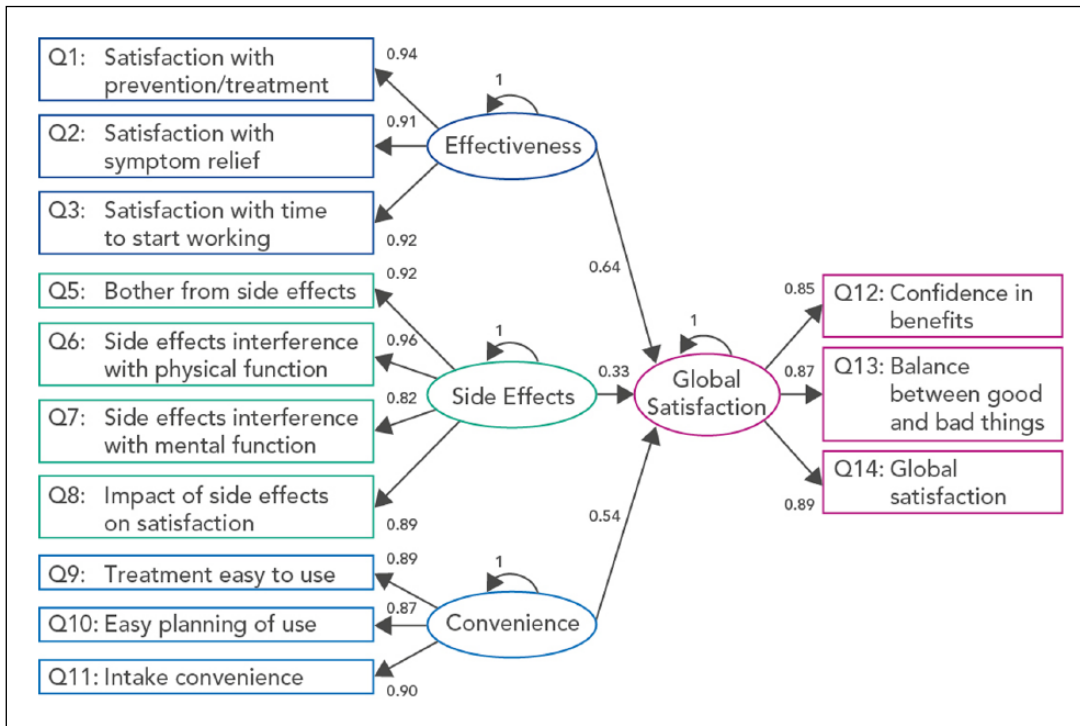 Q1: Satisfaction with
prevention/treatment
0.94
Q2: Satisfaction with
symptom relief
0.91
Q3: Satisfaction with time
to start working
0.92
1
Effectiveness
0.64
Q5: Bother from side effects
0.92
Q6: Side effects interference
with physical function
0.96
Q7: Side effects interference
with mental function
0.82
Q8: Impact of side effects
on satisfaction
0.89
1
Side Effects
0.33
Q9: Treatment easy to use
0.89
Q10: Easy planning of use
0.87
Q11: Intake convenience
0.90
1
Convenience
0.54
1
Global
Satisfaction
0.85
Q12: Confidence in
benefits
0.87
Q13: Balance
between good
and bad things
0.89
Q14: Global
satisfaction